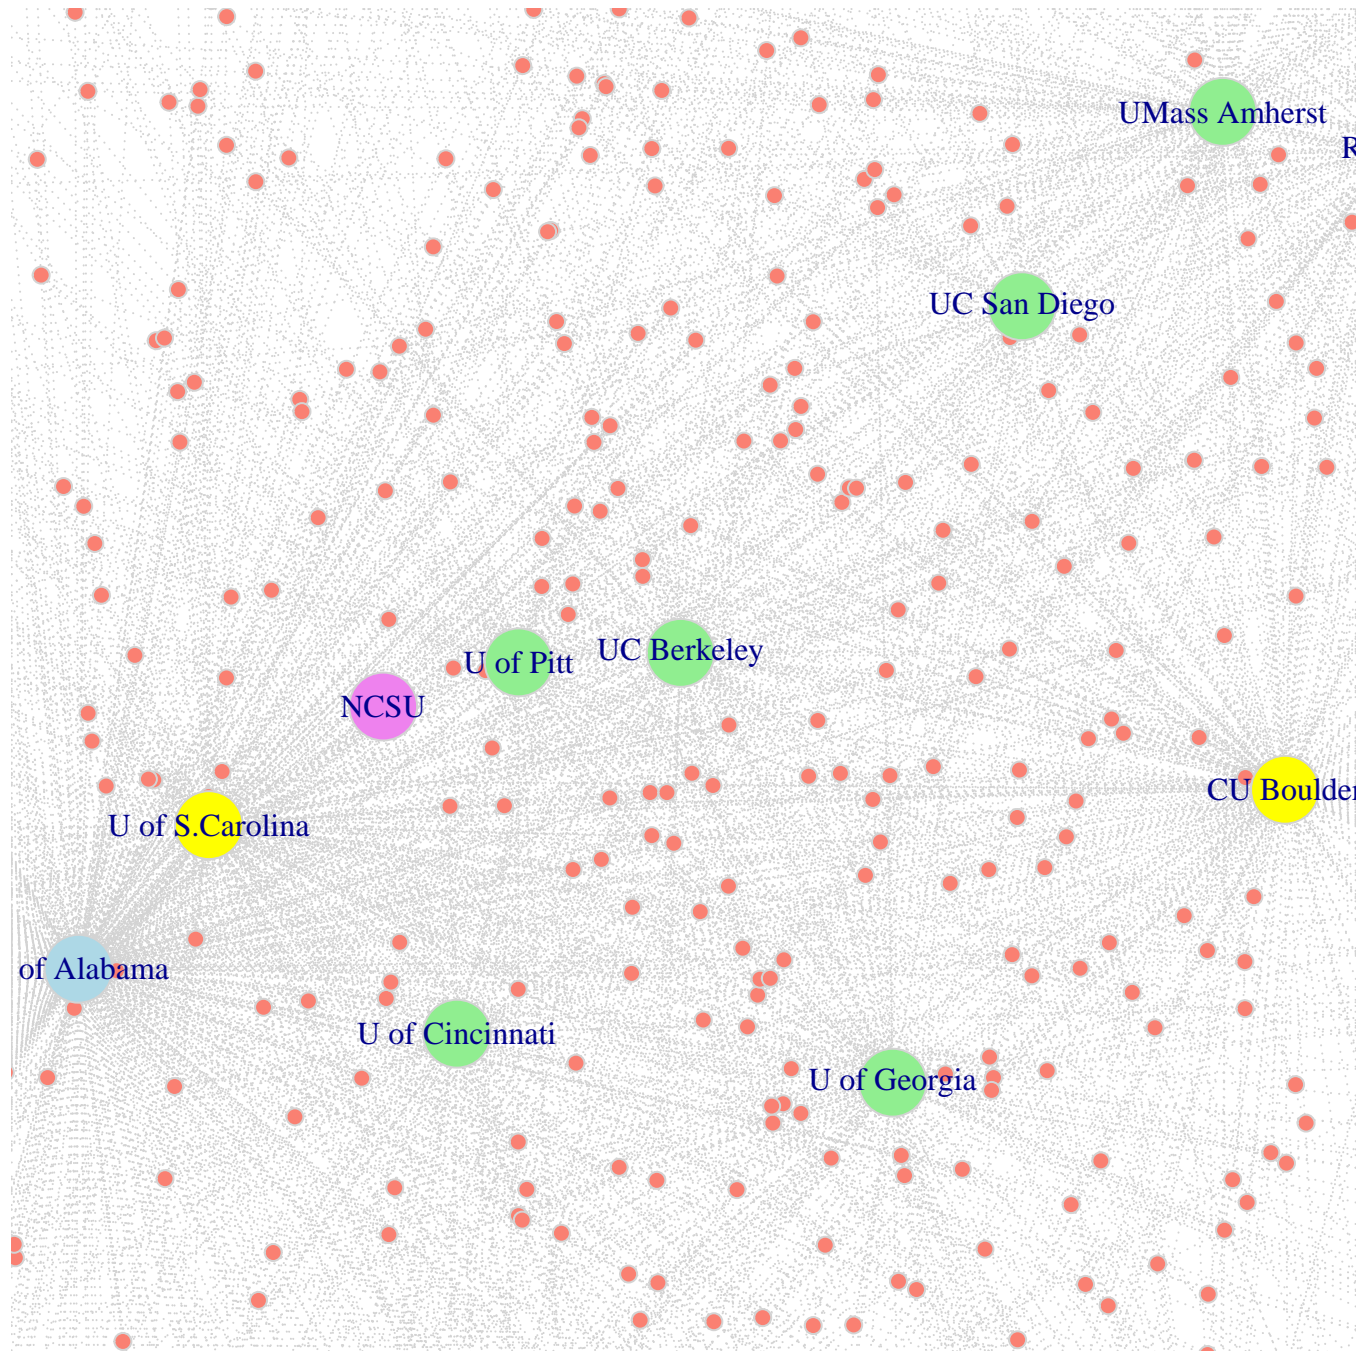 UMass Amherst
R
UC San Diego
UC Berkeley
U of Pitt
NCSU
CU Boulder
U of S.Carolina
of Alabama
U of Cincinnati
U of Georgia